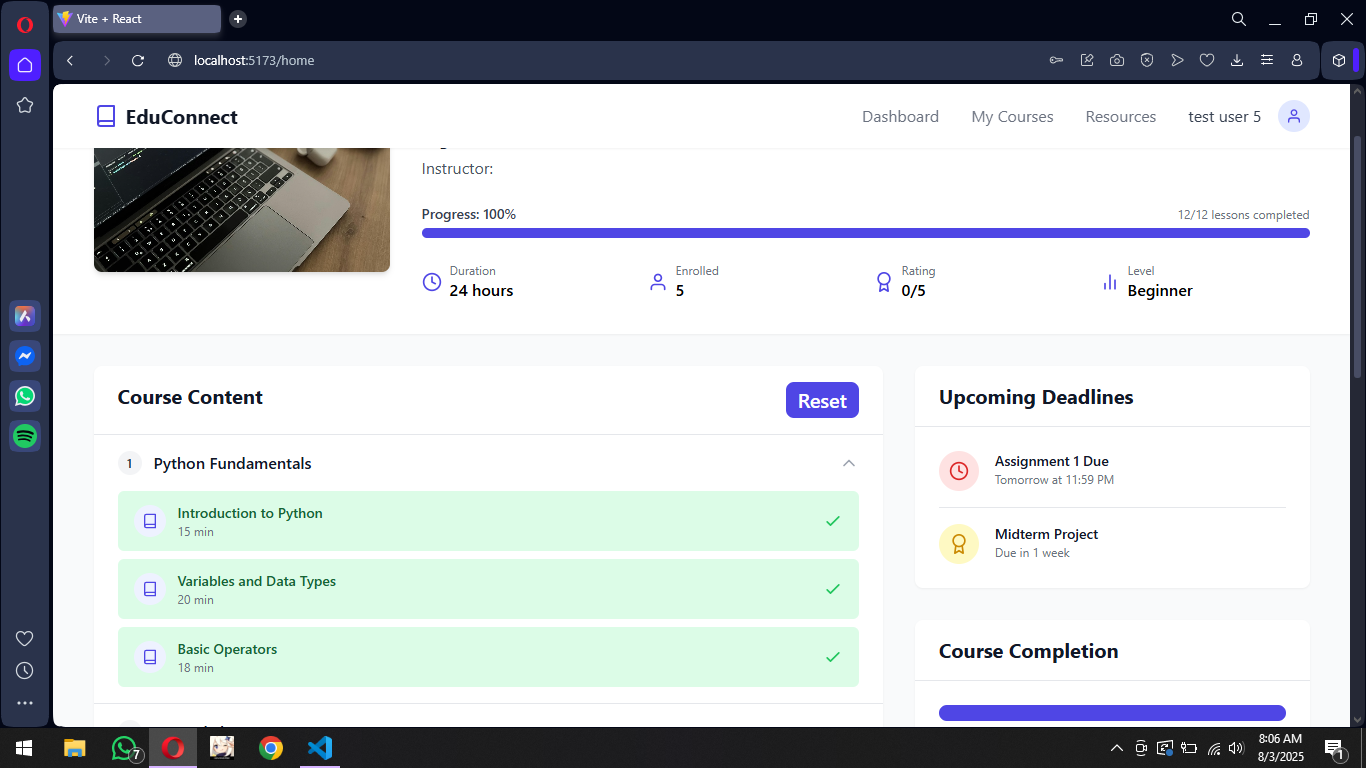 Vite + React
localhost:5173/home
EduConnect
Dashboard
My Courses
Resources
test user 5
Instructor:
Progress: 100%
12/12 lessons completed
Duration
24 hours
Enrolled
5
Rating
0/5
Level
Beginner
Course Content
Reset
1
Python Fundamentals
Introduction to Python
15 min
Variables and Data Types
20 min
Basic Operators
18 min
Upcoming Deadlines
Assignment 1 Due
Tomorrow at 11:59 PM
Midterm Project
Due in 1 week
Course Completion
7
8:06 AM
8/3/2025
1